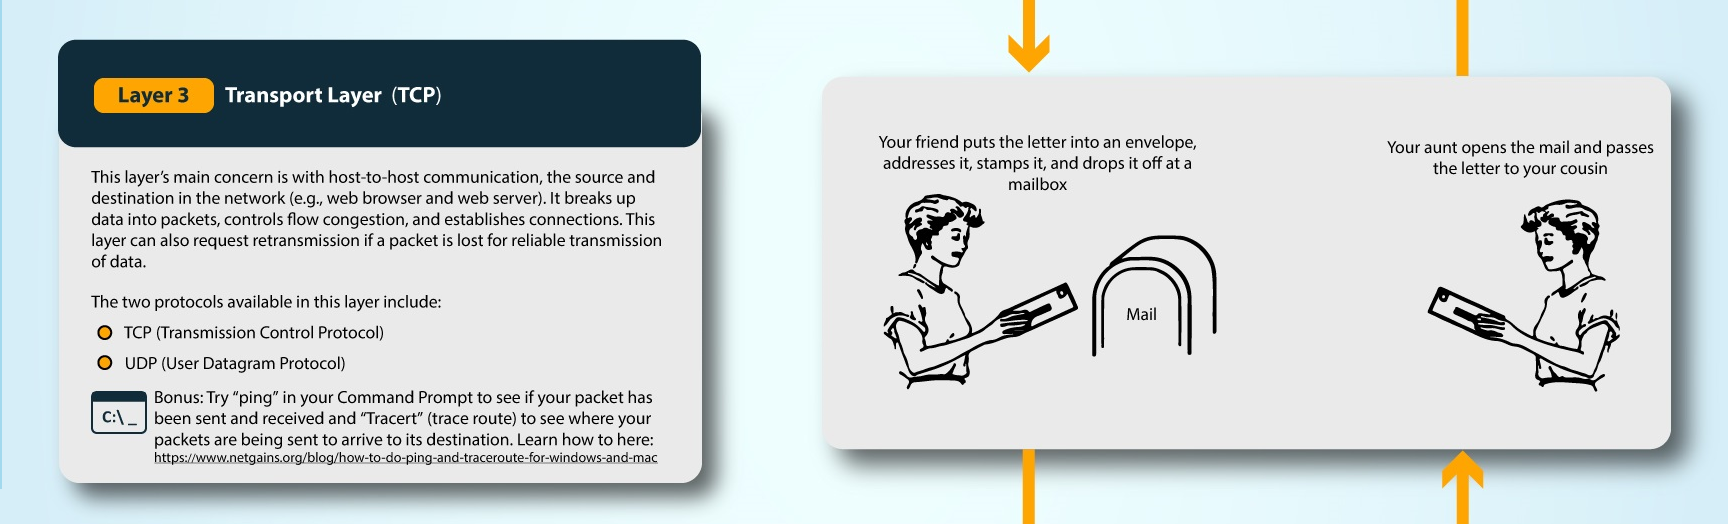 Layer 3 Transport Layer (TCP)
This layer's main concern is with host-to-host communication, the source and
destination in the network (e.g., web browser and web server). It breaks up
data into packets, controls flow congestion, and establishes connections. This
layer can also request retransmission if a packet is lost for reliable transmission
of data.
The two protocols available in this layer include:
TCP (Transmission Control Protocol)
UDP (User Datagram Protocol)
C:\ _
Bonus: Try “ping” in your Command Prompt to see if your packet has
been sent and received and “Tracert” (trace route) to see where your
packets are being sent to arrive to its destination. Learn how to here:
https://www.netgains.org/blog/how-to-do-ping-and-traceroute-for-windows-and-mac
Your friend puts the letter into an envelope,
addresses it, stamps it, and drops it off at a
mailbox
Mail
Your aunt opens the mail and passes
the letter to your cousin